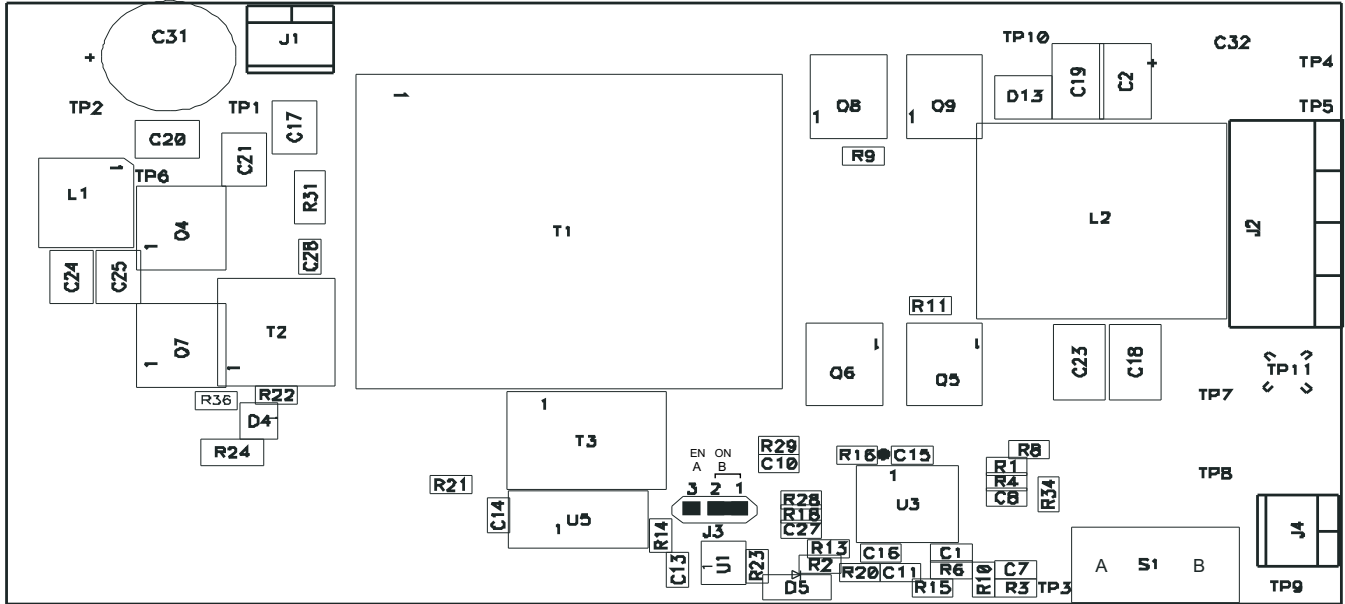 C31
J1
+
TP10
C32
TP4
C19
C2
+
D13
TP5
TP2
TP1
C17
1
Q8
1
Q9
1
C20
C21
R9
L1
1
TP6
R31
Q4
1
T1
L2
J2
C28
C24
C25
R11
T2
1
Q7
1
1
Q6
1
Q5
C23
C18
TP11
TP7
R36
R22
D4
R24
1
T3
EN
A
ON
B
R29
C10
R16
C15
R8
R1
R4
C8
R34
TP8
R21
C14
U5
1
3 2 1
J3
R28
R18
C27
1
U3
J4
R14
C13
U1
1
R23
R13
R2
D5
C16
R20
C11
C1
R6
R15
R10
C7
R3
TP3
A
S1
B
TP9